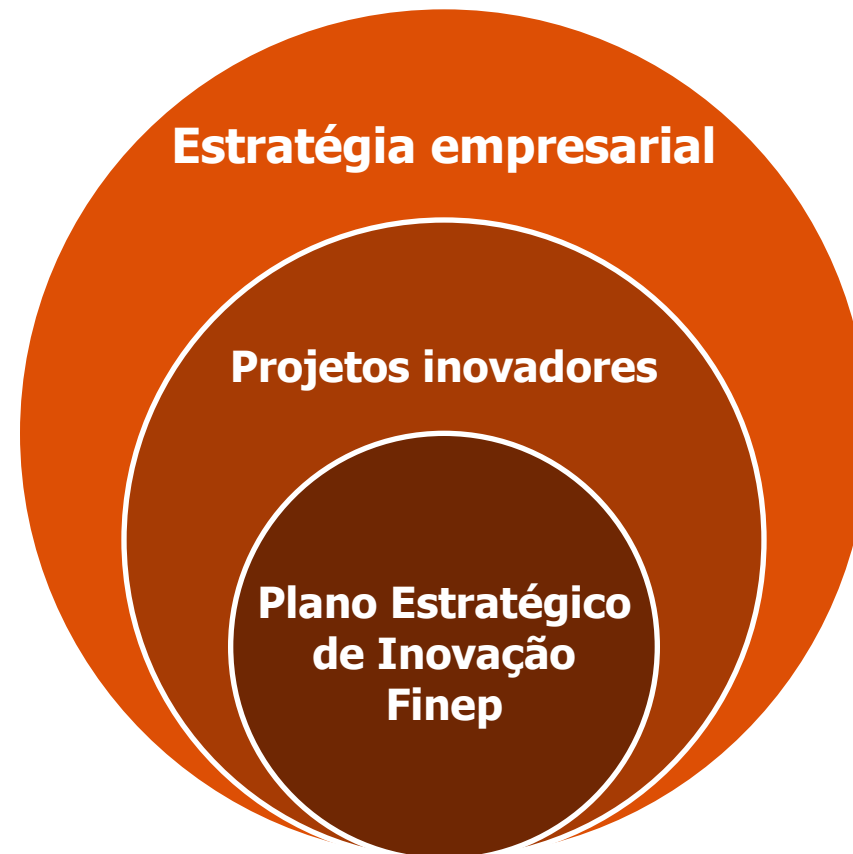 Estratégia empresarial
Projetos inovadores
Plano Estratégico
de Inovação
Finep